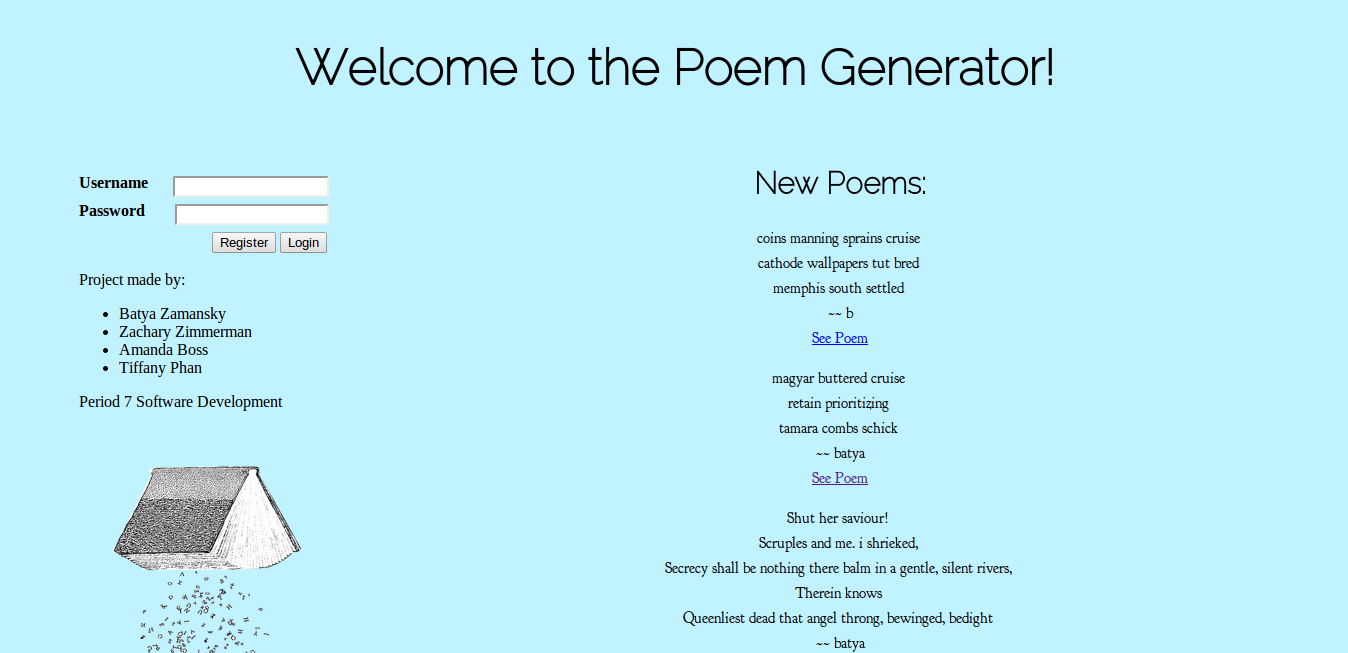 Welcome to the Poem Generator!
Username
Password
Register Login
Project made by:
Batya Zamansky
Zachary Zimmerman
Amanda Boss
Tiffany Phan
Period 7 Software Development
New Poems:
coins manning sprains cruise
cathode wallpapers tut bred
memphis south settled
~~ b
See Poem
magyar buttered cruise
retain prioritizing
tamara combs schick
~~ batya
See Poem
Shut her saviour!
Scruples and me. i shrieked,
Secrecy shall be nothing there balm in a gentle, silent rivers,
Therein knows
Queenliest dead that angel throng, bewinged, bedight
~~ batya